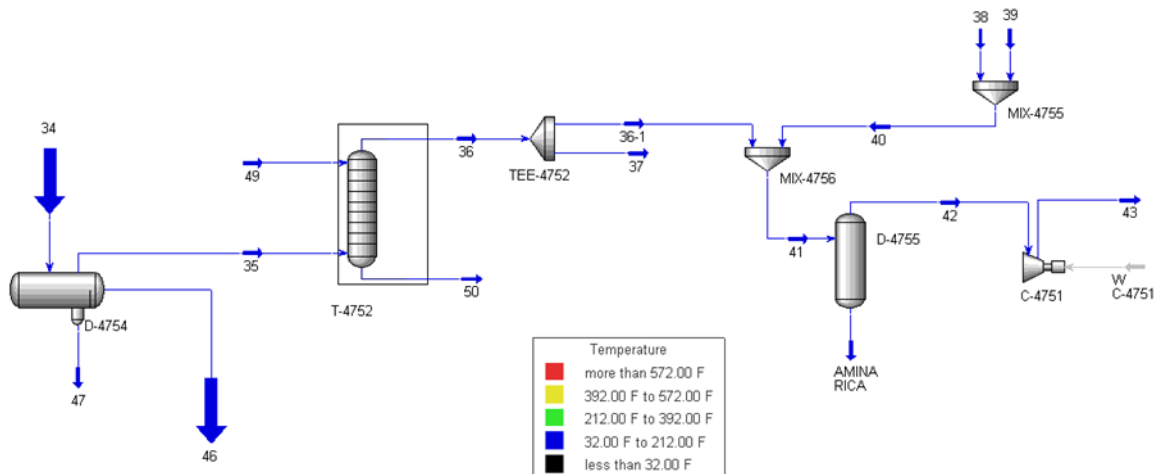 38
39
MIX-4755
34
36
36-1
40
49
TEE-4752
37
MIX-4756
42
43
41
D-4755
35
50
C-4751
W
C-4751
T-4752
D-4754
47
46
AMINA
RICA
Temperature
more than 572.00 F
392.00 F to 572.00 F
212.00 F to 392.00 F
32.00 F to 212.00 F
less than 32.00 F